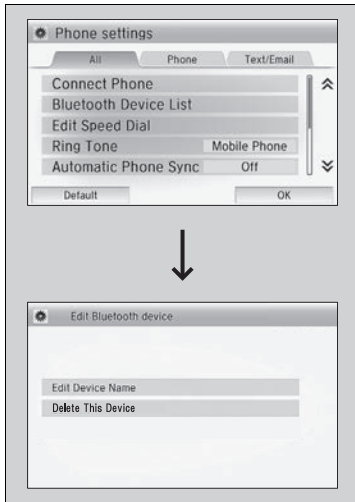 Phone settings
All Phone Text/Email
Connect Phone
Bluetooth Device List
Edit Speed Dial
Ring Tone Mobile Phone
Automatic Phone Sync Off
Default OK
Edit Bluetooth device
Edit Device Name
Delete This Device